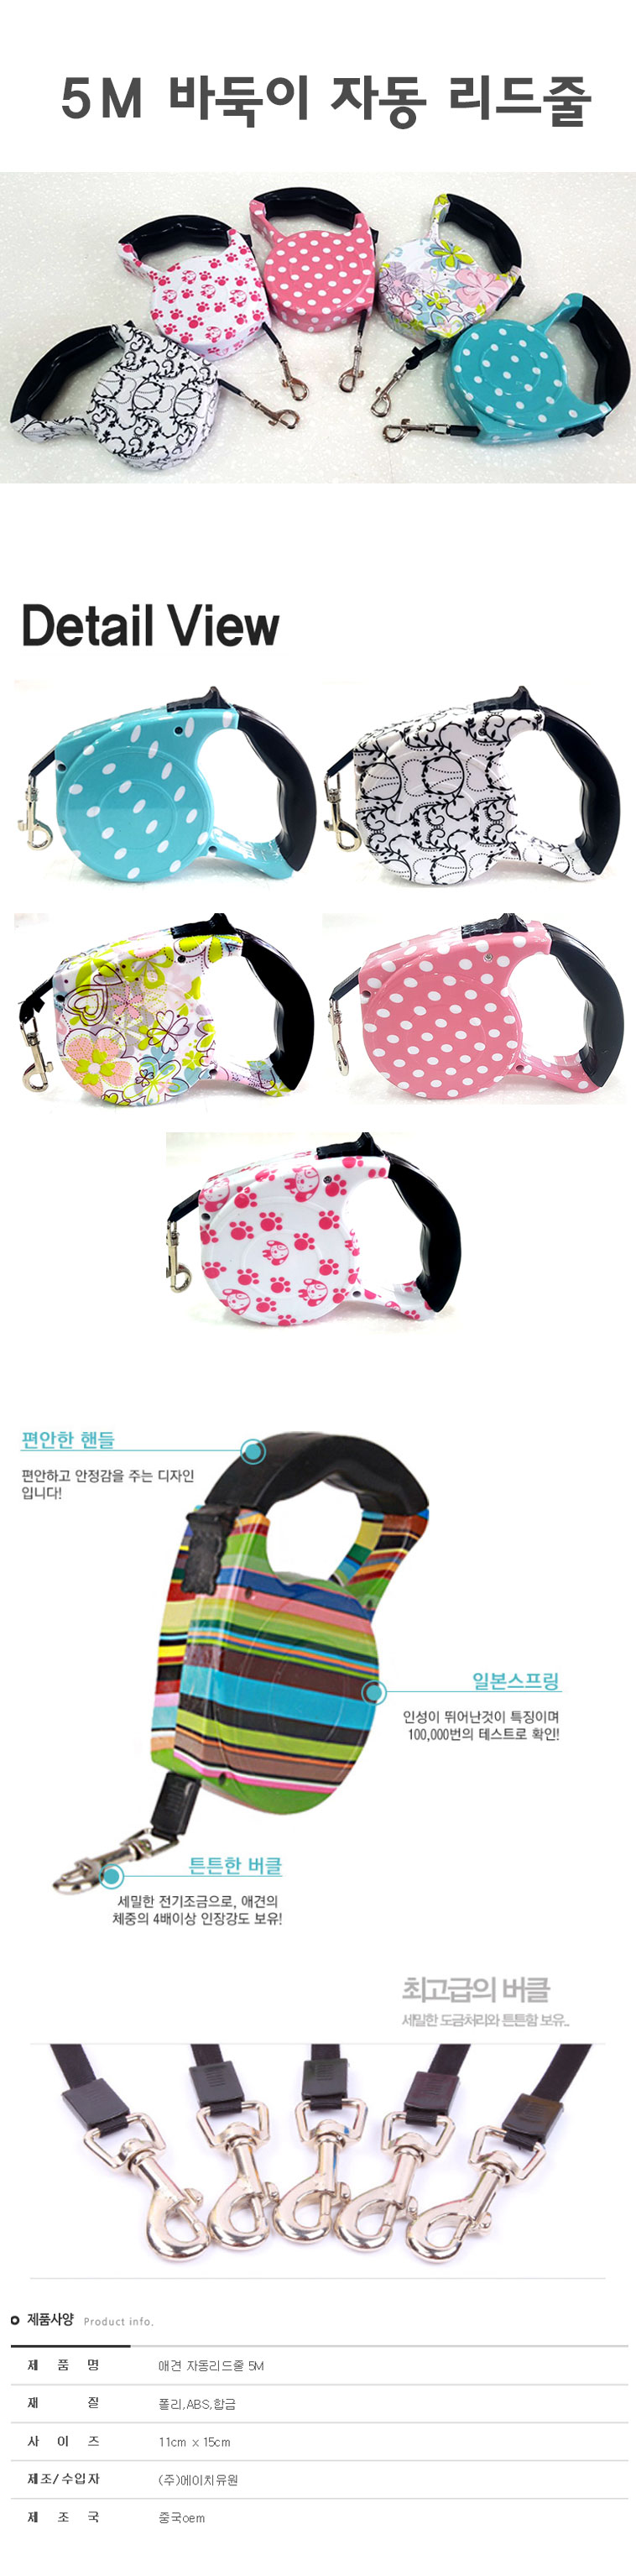 5M 바둑이 자동 리드줄
Detail View
편안한 핸들
편안하고 안정감을 주는 디자인
입니다!
일본스프링
인성이 뛰어난것이 특징이며
100,000번의 테스트로 확인!
튼튼한 버클
세밀한 전기조금으로, 애견의
체중의 4배이상 인장강도 보유!
최고급의 버클
세밀한 도금처리와 튼튼함 보유..
제품사양 Product info.
제 품 명 애견 자동리드줄 5M
재 질 폴리,ABS,합금
사 이 즈 11cm x 15cm
제조/수입자 (주)에이치유원
제 조 국 중국oem